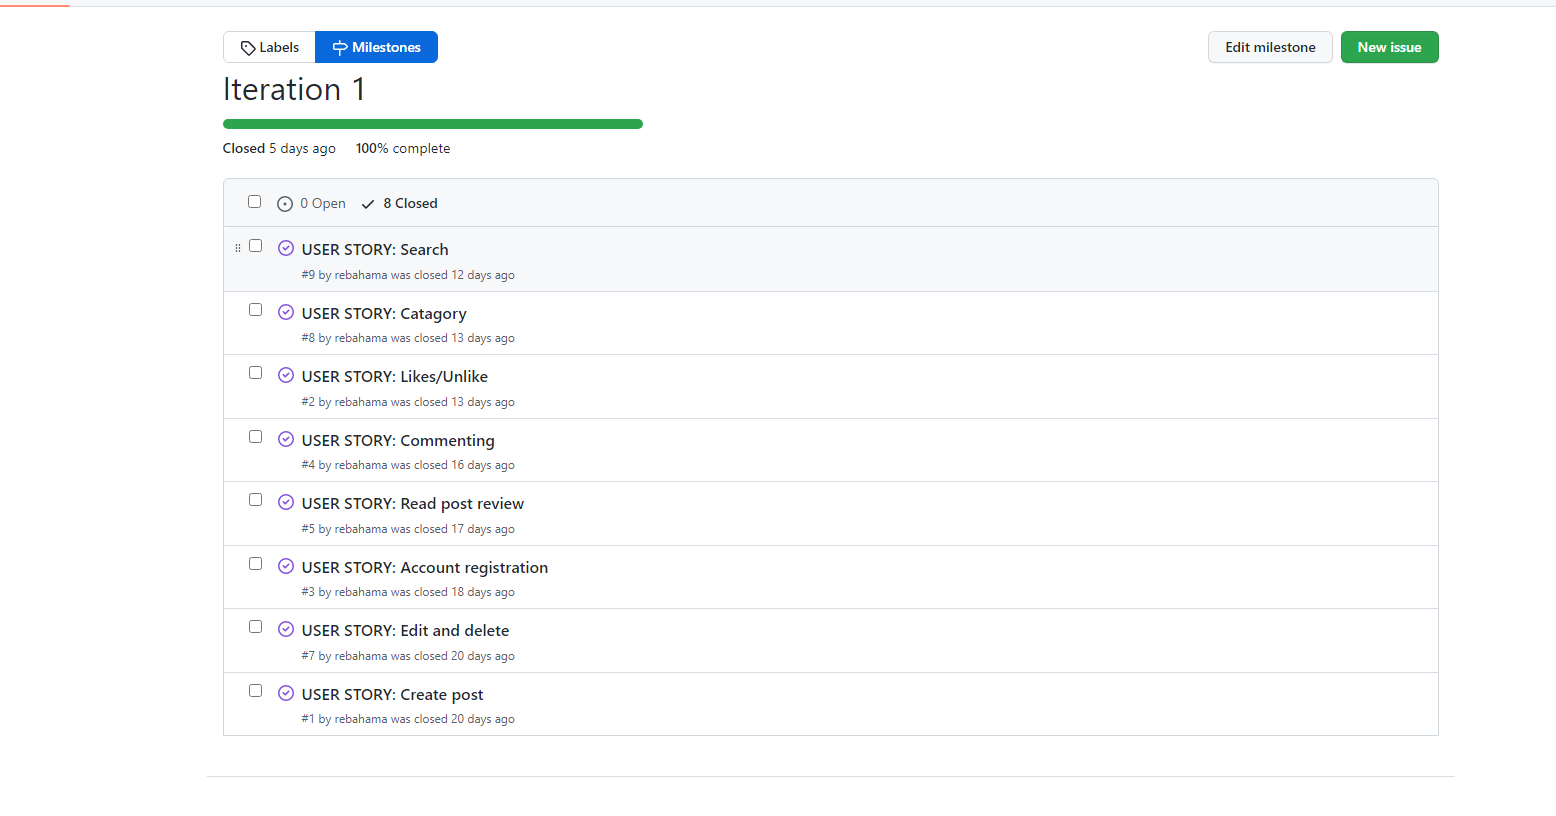 Labels Milestones Edit milestone New issue
Iteration 1
Closed 5 days ago 100% complete
0 Open 8 Closed
USER STORY: Search
#9 by rebahama was closed 12 days ago
USER STORY: Catagory
#8 by rebahama was closed 13 days ago
USER STORY: Likes/Unlike
#2 by rebahama was closed 13 days ago
USER STORY: Commenting
#4 by rebahama was closed 16 days ago
USER STORY: Read post review
#5 by rebahama was closed 17 days ago
USER STORY: Account registration
#3 by rebahama was closed 18 days ago
USER STORY: Edit and delete
#7 by rebahama was closed 20 days ago
USER STORY: Create post
#1 by rebahama was closed 20 days ago